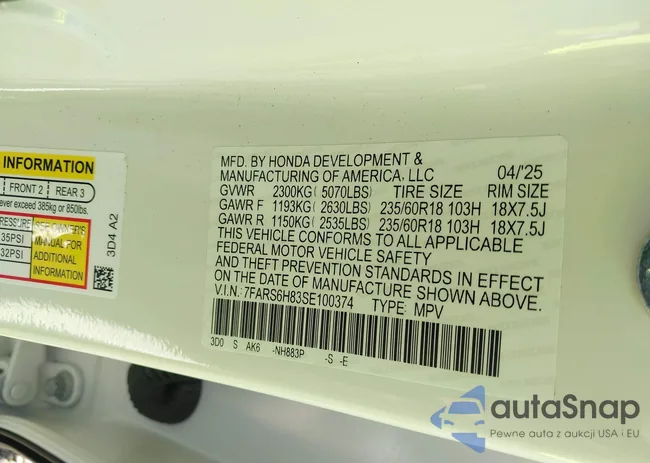 INFORMATION
FRONT 2 REAR 3
ever exceed 385kg or 850lbs.
PRESSURE
35PSI
32PSI
SEE OWNER'S
MANUAL FOR
ADDITIONAL
INFORMATION
3D4 A2
MFD. BY HONDA DEVELOPMENT &
MANUFACTURING OF AMERICA, LLC 04/'25
GVWR 2300KG( 5070LBS) TIRE SIZE RIM SIZE
GAWR F 1193KG ( 2630LBS) 235/60R18 103H 18X7.5J
GAWR R 1150KG ( 2535LBS) 235/60R18 103H 18X7.5J
THIS VEHICLE CONFORMS TO ALL APPLICABLE
FEDERAL MOTOR VEHICLE SAFETY
AND THEFT PREVENTION STANDARDS IN EFFECT
ON THE DATE OF MANUFACTURE SHOWN ABOVE.
V.I.N.: 7FARS6H83SE100374 TYPE: MPV
3D0 S AK6 -NH883P -S -E
autaSnap
Pewne auta z aukcji USA i EU